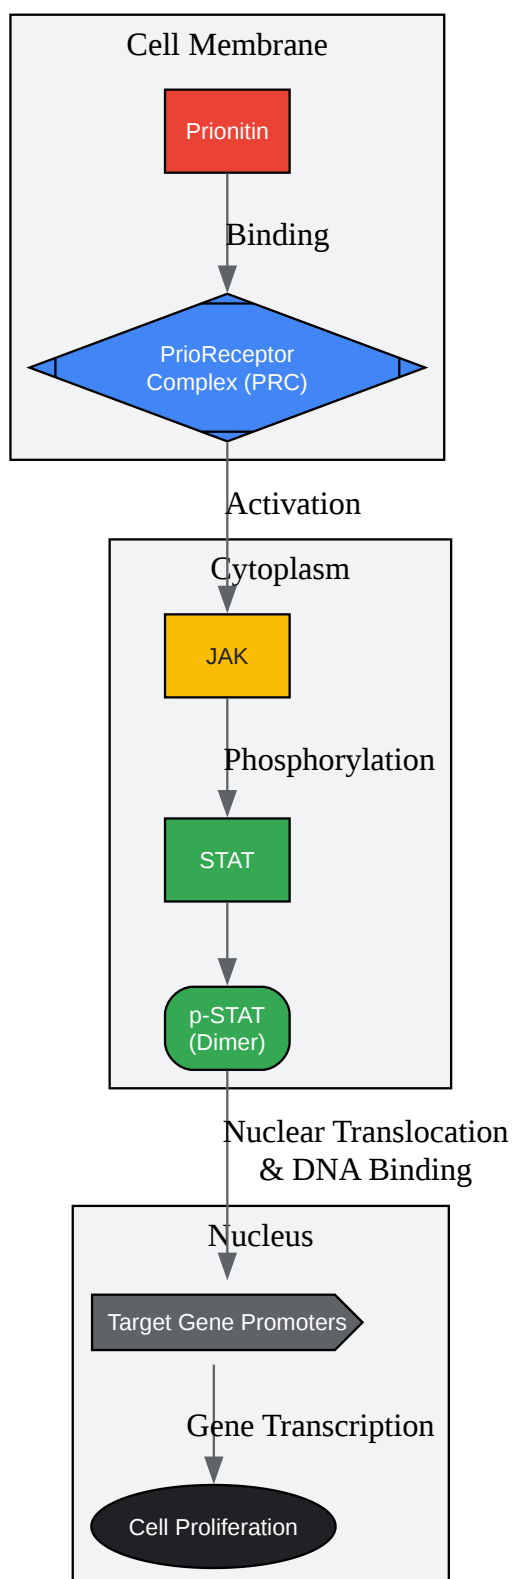 Cell Membrane
Prionitin
Binding
PrioReceptor
Complex (PRC)
Activation
Cytoplasm
JAK
Phosphorylation
STAT
p-STAT
(Dimer)
Nuclear Translocation
& DNA Binding
Nucleus
Target Gene Promoters
Gene Transcription
Cell Proliferation